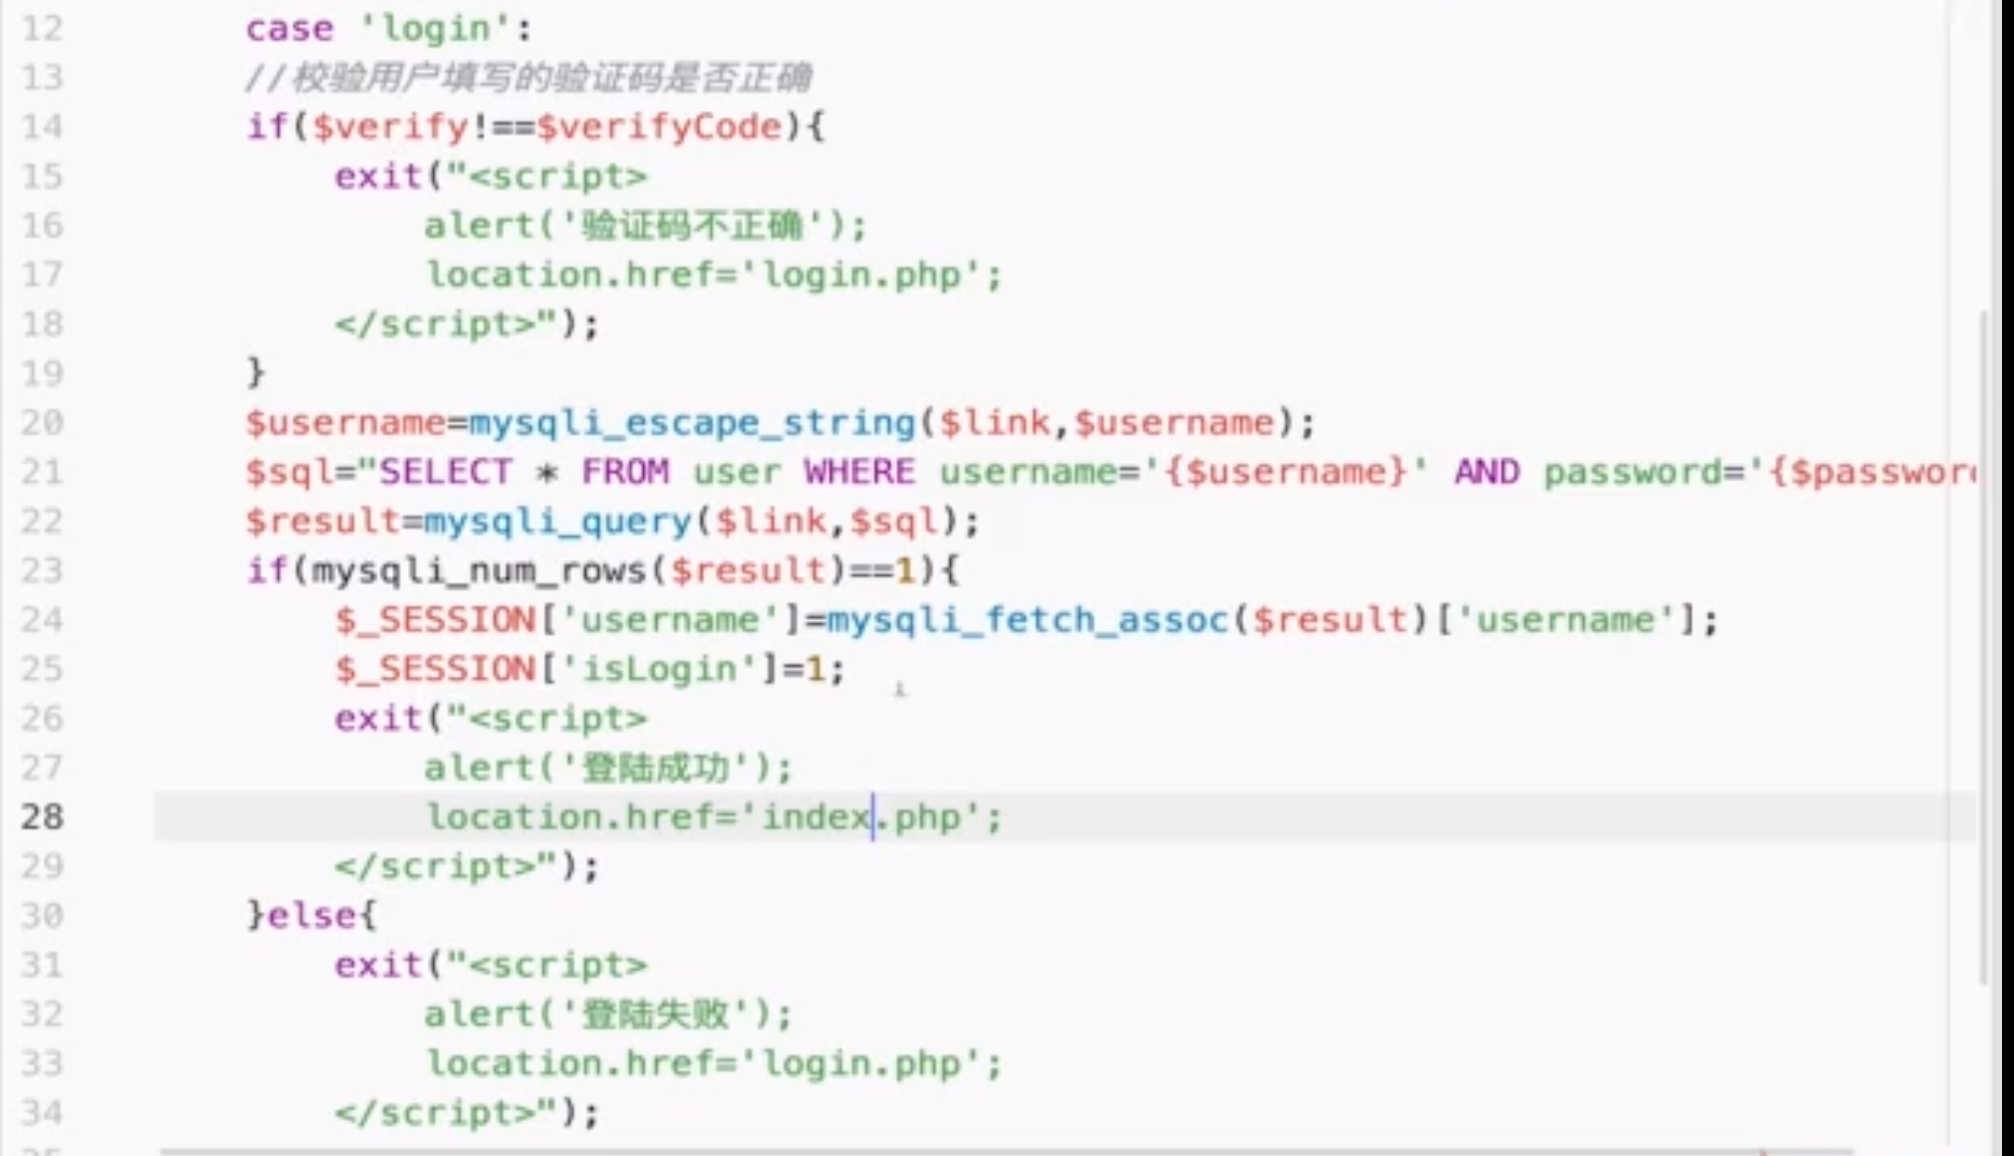 12 case 'login':
13 //校验用户填写的验证码是否正确
14 if($verify!==$verifyCode){
15 exit("<script>
16 alert('验证码不正确');
17 location.href='login.php';
18 </script>");
19 }
20 $username=mysqli_escape_string($link,$username);
21 $sql="SELECT * FROM user WHERE username='{$username}' AND password='{$passwor
22 $result=mysqli_query($link,$sql);
23 if(mysqli_num_rows($result)==1){
24 $_SESSION['username']=mysqli_fetch_assoc($result)['username'];
25 $_SESSION['isLogin']=1;
26 exit("<script>
27 alert('登陆成功');
28 location.href='index.php';
29 </script>");
30 }else{
31 exit("<script>
32 alert('登陆失败');
33 location.href='login.php';
34 </script>");